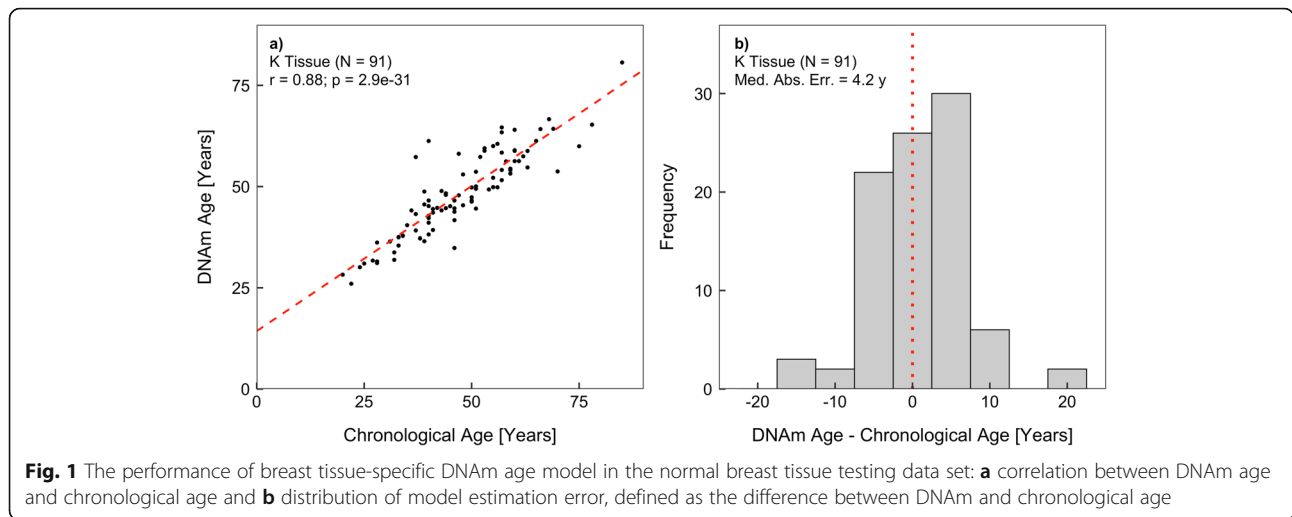 a)
K Tissue (N = 91)
r = 0.88; p = 2.9e-31
DNAm Age [Years]
75
50
25
0
0 25 50 75
Chronological Age [Years]
b)
K Tissue (N = 91)
Med. Abs. Err. = 4.2 y
Frequency
30
20
10
0
-20 -10 0 10 20
DNAm Age - Chronological Age [Years]
Fig. 1 The performance of breast tissue-specific DNAm age model in the normal breast tissue testing data set: a correlation between DNAm age
and chronological age and b distribution of model estimation error, defined as the difference between DNAm and chronological age